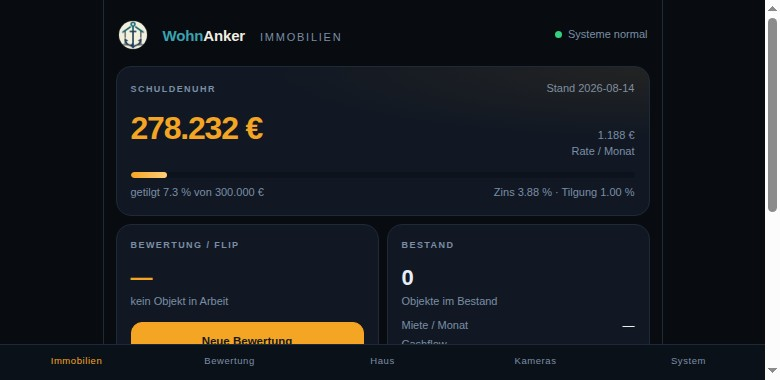 WohnAnker IMMOBILIEN
Systeme normal
SCHULDENUHR
Stand 2026-08-14
278.232 €
1.188 €
Rate / Monat
getilgt 7.3 % von 300.000 €
Zins 3.88 % · Tilgung 1.00 %
BEWERTUNG / FLIP
—
kein Objekt in Arbeit
Neue Bewertung
BESTAND
0
Objekte im Bestand
Miete / Monat —
Cashflow
Immobilien Bewertung Haus Kameras System